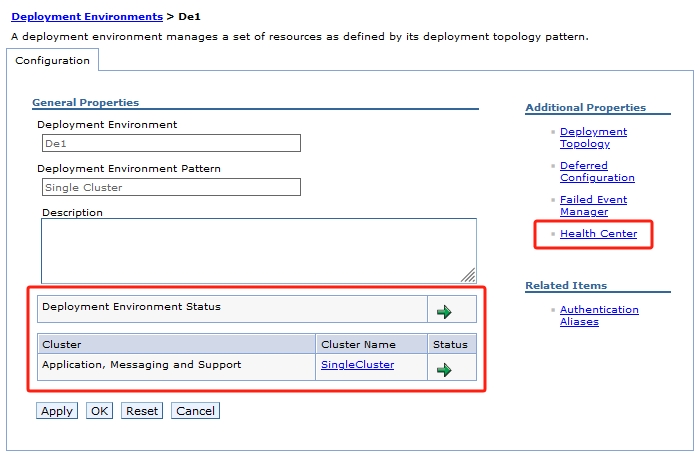 Deployment Environments > De1
A deployment environment manages a set of resources as defined by its deployment topology pattern.
Configuration
General Properties
Deployment Environment
De1
Deployment Environment Pattern
Single Cluster
Description
Deployment Environment Status
Cluster Cluster Name Status
Application, Messaging and Support SingleCluster
Apply OK Reset Cancel
Additional Properties
Deployment
Topology
Deferred
Configuration
Failed Event
Manager
Health Center
Related Items
Authentication
Aliases